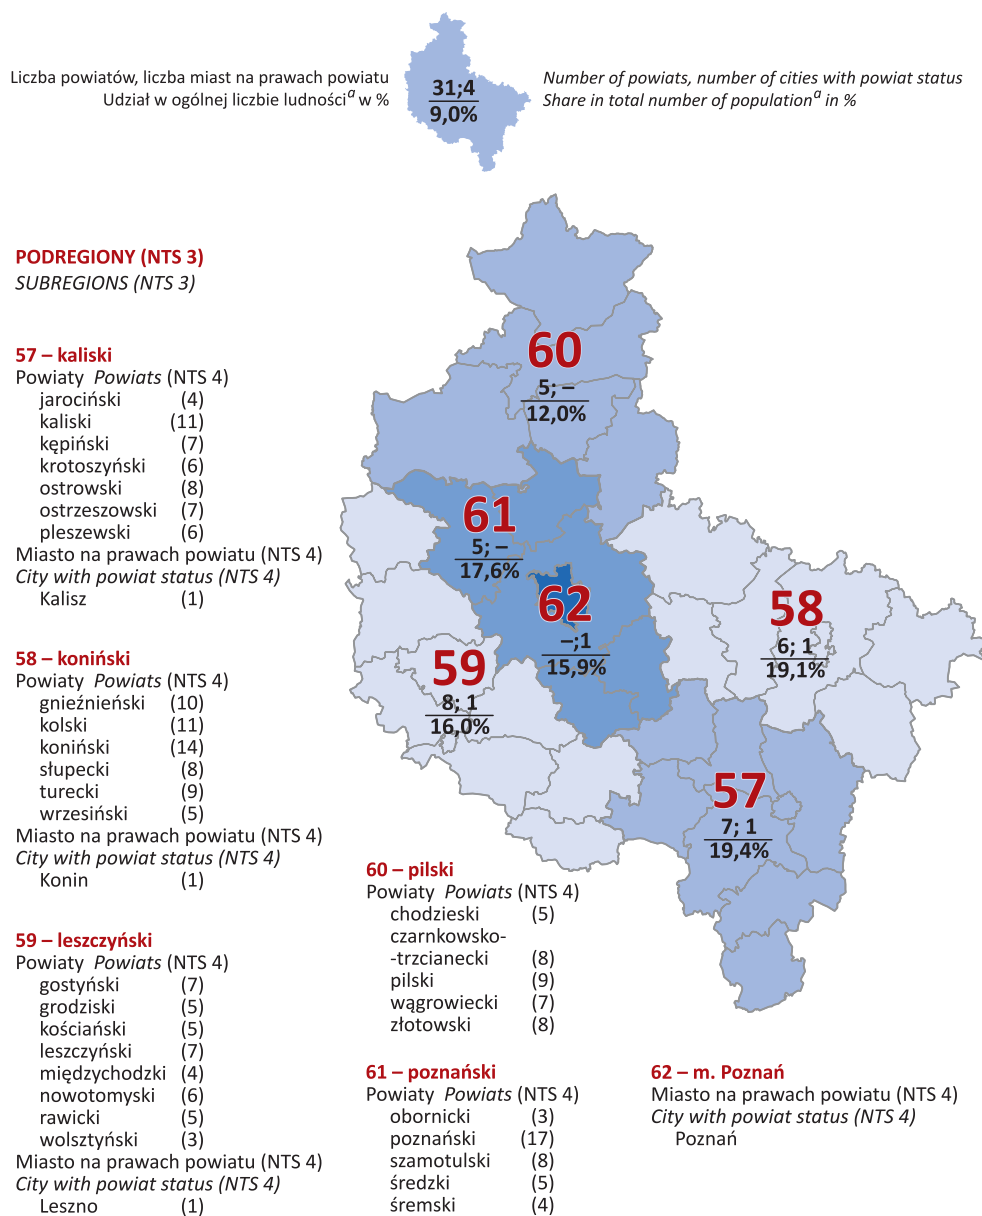 Liczba powiatów, liczba miast na prawach powiatu
Udział w ogólnej liczbie ludnościa w %
31;4
9,0%
Number of powiats, number of cities with powiat status
Share in total number of populationa in %
PODREGIONY (NTS 3)
SUBREGIONS (NTS 3)
57 – kaliski
Powiaty Powiats (NTS 4)
jarociński (4)
kaliski (11)
kępiński (7)
krotoszyński (6)
ostrowski (8)
ostrzeszowski (7)
pleszewski (6)
Miasto na prawach powiatu (NTS 4)
City with powiat status (NTS 4)
Kalisz (1)
58 – koniński
Powiaty Powiats (NTS 4)
gnieźnieński (10)
kolski (11)
koniński (14)
słupecki (8)
turecki (9)
wrzesiński (5)
Miasto na prawach powiatu (NTS 4)
City with powiat status (NTS 4)
Konin (1)
59 – leszczyński
Powiaty Powiats (NTS 4)
gostyński (7)
grodziski (5)
kościański (5)
leszczyński (7)
międzychodzki (4)
nowotomyski (6)
rawicki (5)
wolsztyński (3)
Miasto na prawach powiatu (NTS 4)
City with powiat status (NTS 4)
Leszno (1)
60
5; –
12,0%
61
5; –
17,6%
62
–;1
15,9%
58
6; 1
19,1%
59
8; 1
16,0%
57
7; 1
19,4%
60 – pilski
Powiaty Powiats (NTS 4)
chodzieski (5)
czarnkowsko-
-trzcianecki (8)
pilski (9)
wągrowiecki (7)
złotowski (8)
61 – poznański
Powiaty Powiats (NTS 4)
obornicki (3)
poznański (17)
szamotulski (8)
średzki (5)
śremski (4)
62 – m. Poznań
Miasto na prawach powiatu (NTS 4)
City with powiat status (NTS 4)
Poznań